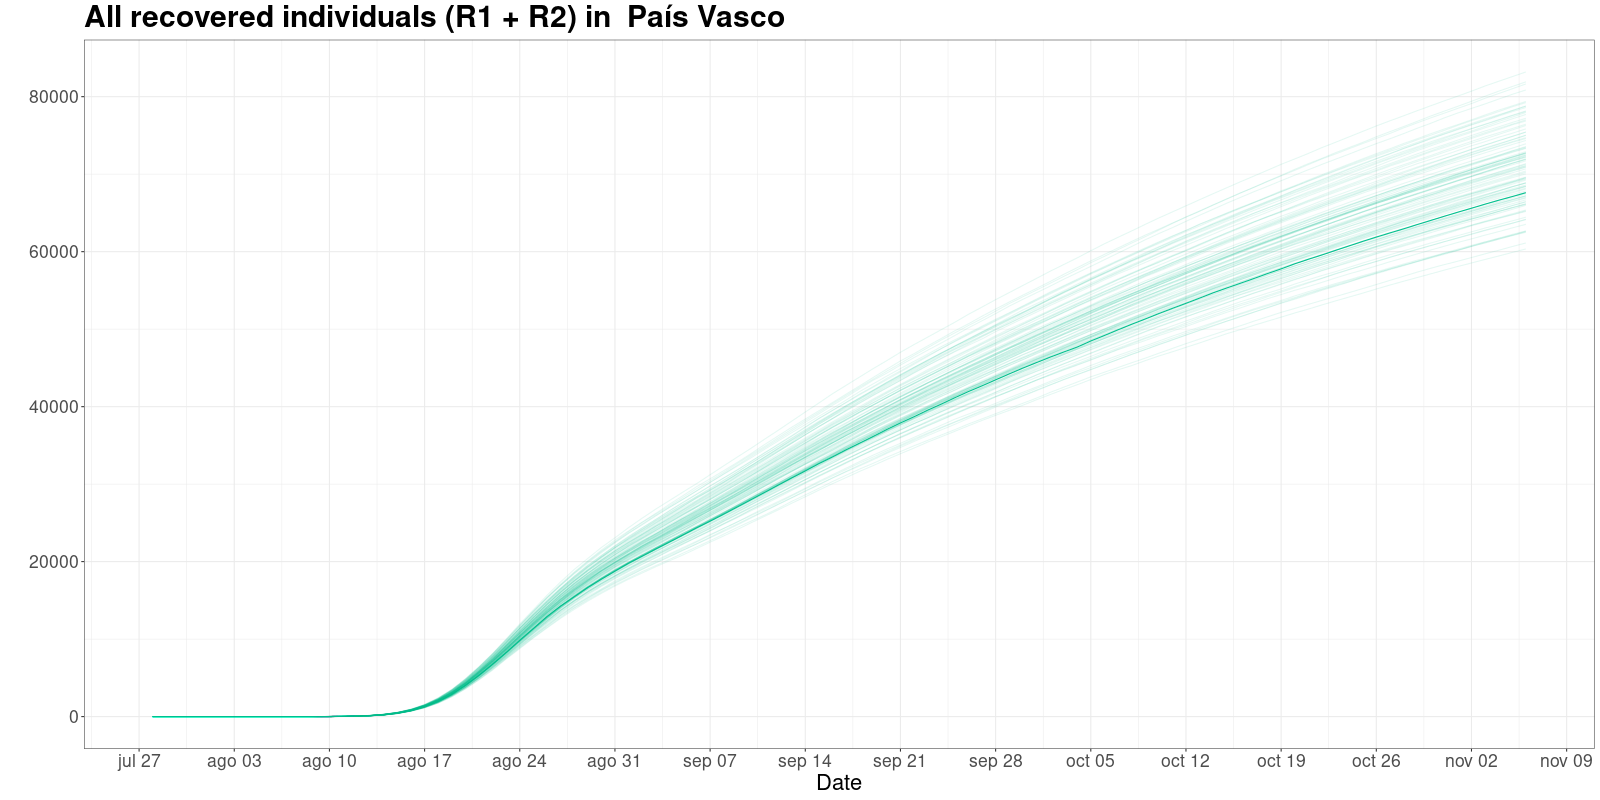 All recovered individuals (R1 + R2) in  País Vasco
80000
60000
40000
20000
0
jul 27 ago 03 ago 10 ago 17 ago 24 ago 31 sep 07 sep 14 sep 21 sep 28 oct 05 oct 12 oct 19 oct 26 nov 02 nov 09
Date